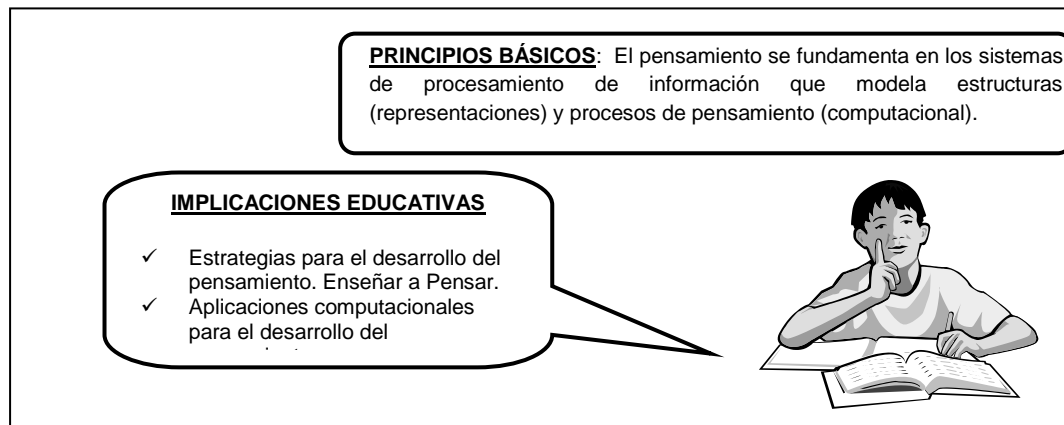 PRINCIPIOS BÁSICOS: El pensamiento se fundamenta en los sistemas
de procesamiento de información que modela estructuras
(representaciones) y procesos de pensamiento (computacional).
IMPLICACIONES EDUCATIVAS
✓ Estrategias para el desarrollo del
pensamiento. Enseñar a Pensar.
✓ Aplicaciones computacionales
para el desarrollo del